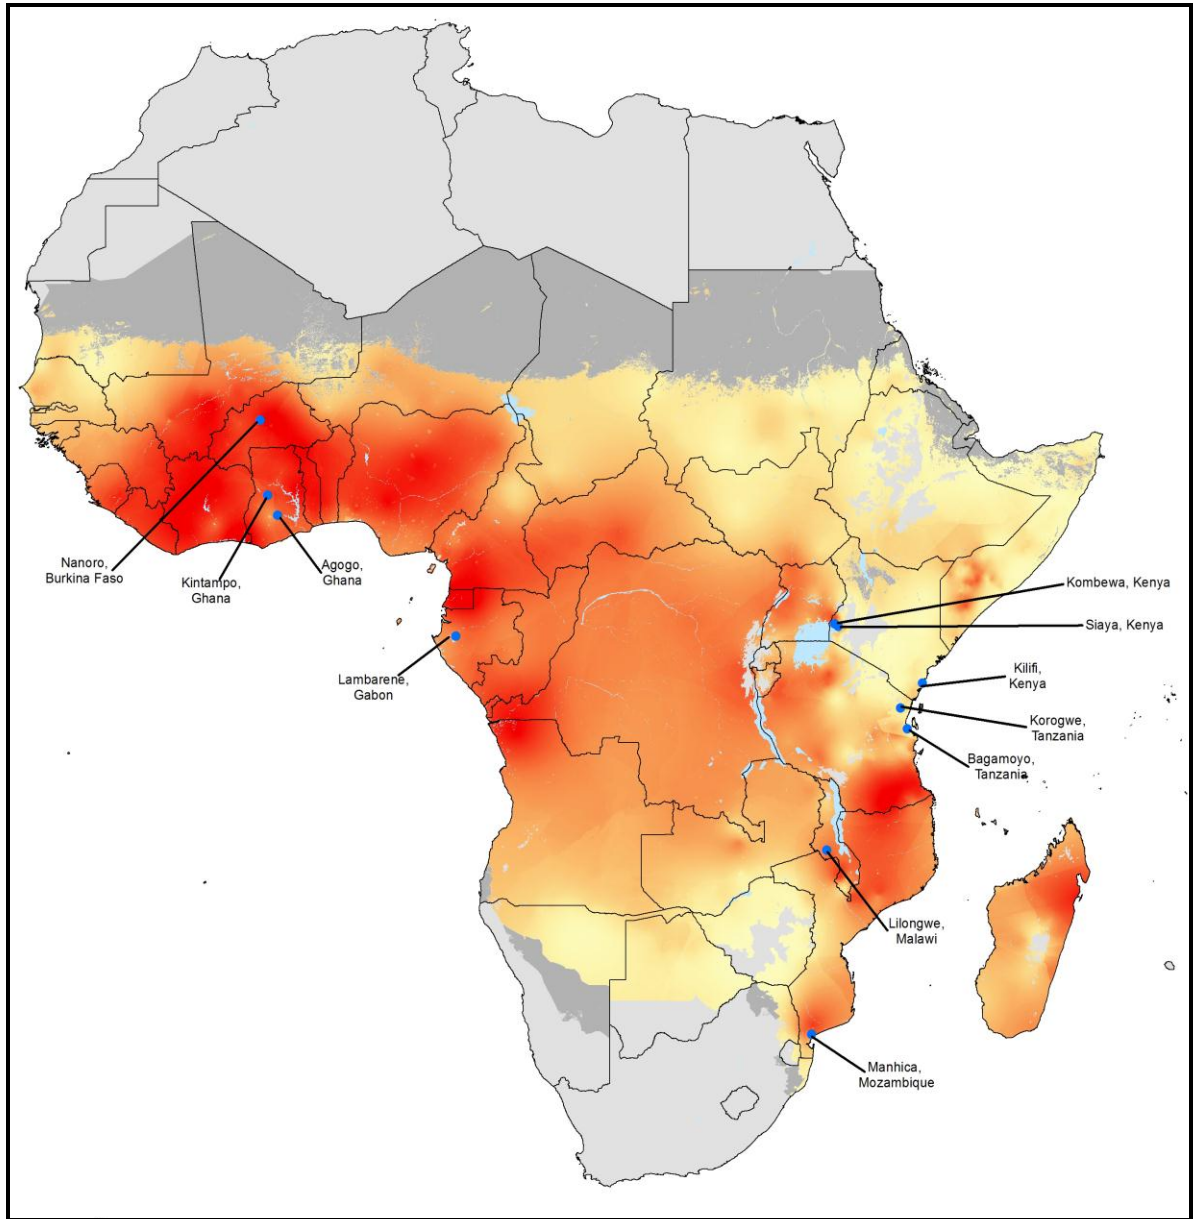 Nanoro,
Burkina Faso
Kintampo,
Ghana
Agogo,
Ghana
Lambarene,
Gabon
Kombewa, Kenya
Siaya, Kenya
Kilifi,
Kenya
Korogwe,
Tanzania
Bagamoyo,
Tanzania
Lilongwe,
Malawi
Manhica,
Mozambique